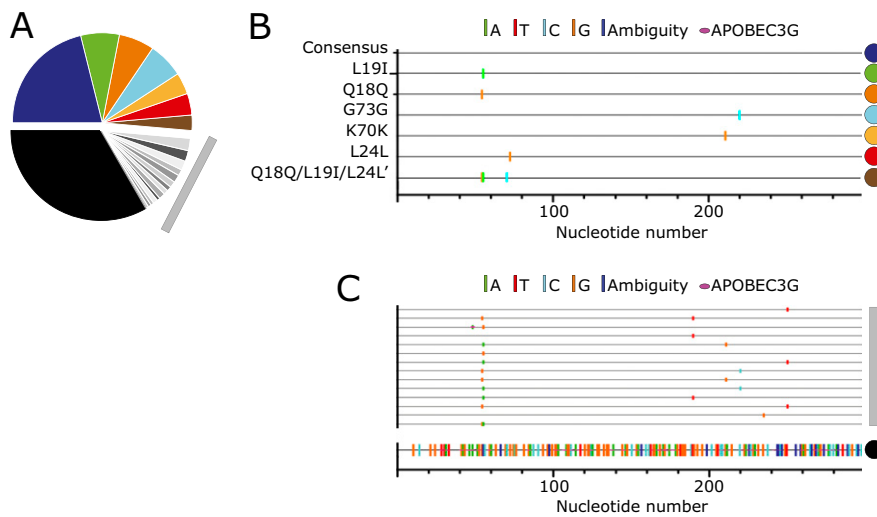 A
B
A T C G Ambiguity APOBEC3G
Consensus
L19I
Q18Q
G73G
K70K
L24L
Q18Q/L19I/L24L’
100 200
Nucleotide number
C
A T C G Ambiguity APOBEC3G
100 200
Nucleotide number